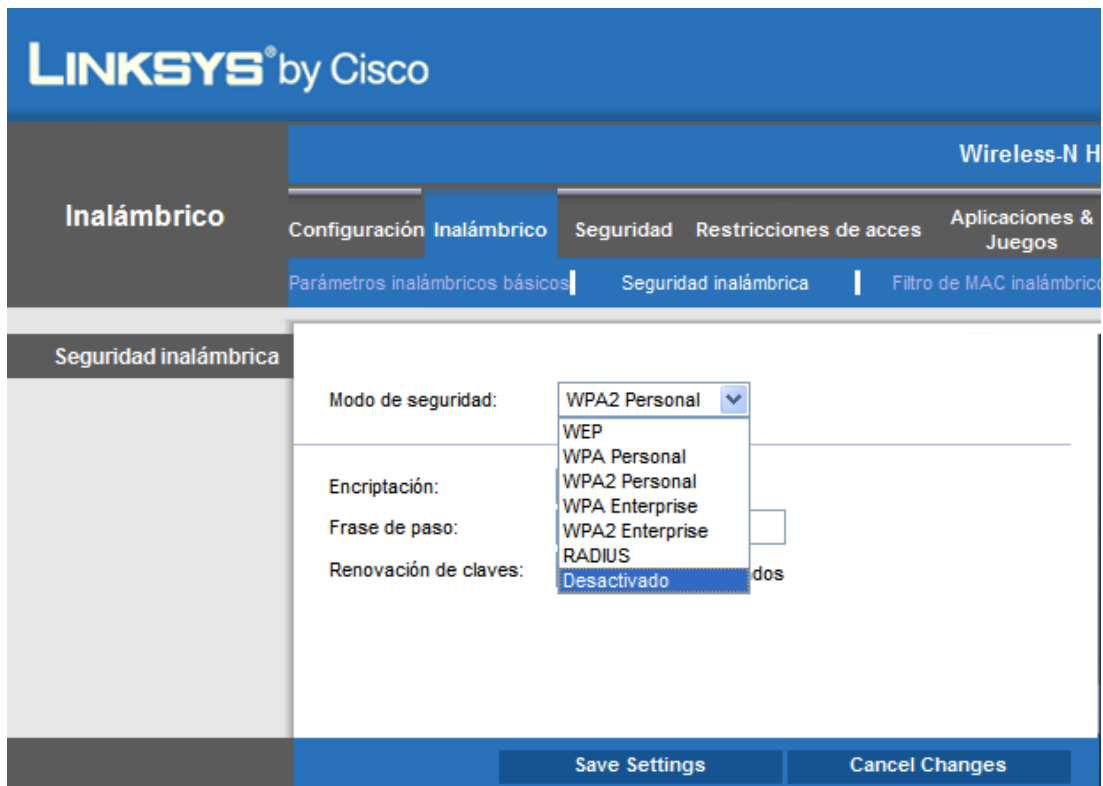 LINKSYS® by Cisco
Wireless-N H
Inalámbrico
Configuración Inalámbrico Seguridad Restricciones de acces Aplicaciones & Juegos
Parámetros inalámbricos básicos Seguridad inalámbrica Filtro de MAC inalámbrico
Seguridad inalámbrica
Modo de seguridad: WPA2 Personal
WEP
WPA Personal
WPA2 Personal
WPA Enterprise
WPA2 Enterprise
RADIUS
Desactivado
Encriptación:
Frase de paso:
Renovación de claves: dos
Save Settings Cancel Changes